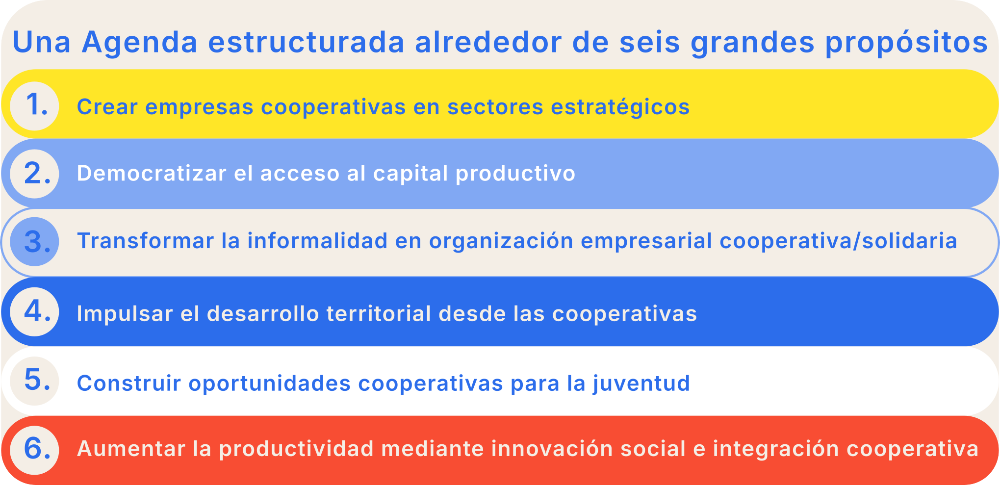 Una Agenda estructurada alrededor de seis grandes propósitos
1. Crear empresas cooperativas en sectores estratégicos
2. Democratizar el acceso al capital productivo
3. Transformar la informalidad en organización empresarial cooperativa/solidaria
4. Impulsar el desarrollo territorial desde las cooperativas
5. Construir oportunidades cooperativas para la juventud
6. Aumentar la productividad mediante innovación social e integración cooperativa